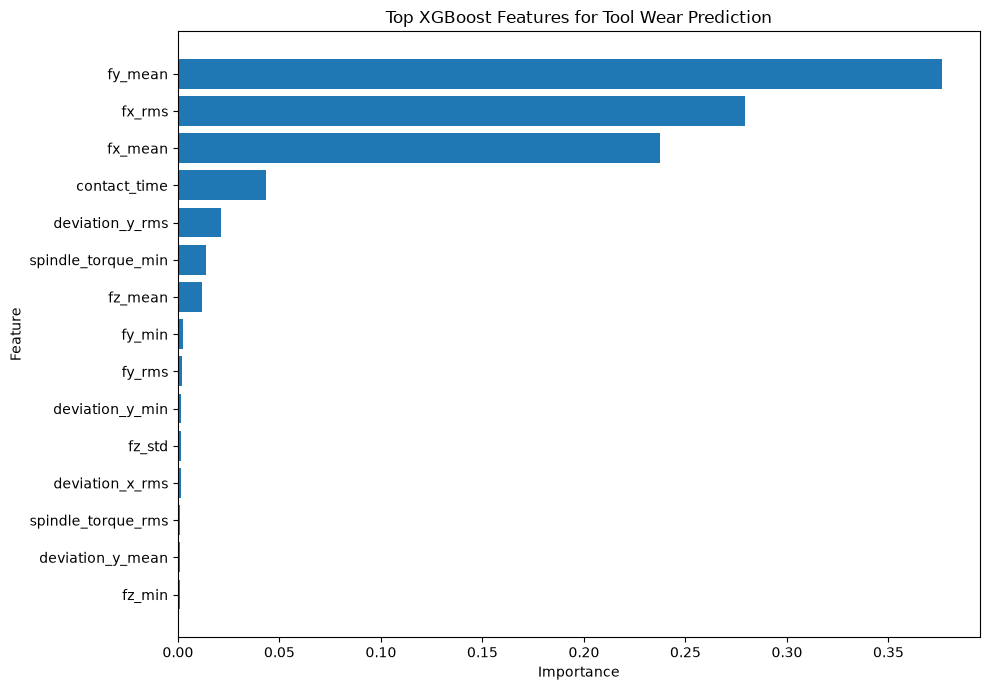 Top XGBoost Features for Tool Wear Prediction
Feature
fy_mean
fx_rms
fx_mean
contact_time
deviation_y_rms
spindle_torque_min
fz_mean
fy_min
fy_rms
deviation_y_min
fz_std
deviation_x_rms
spindle_torque_rms
deviation_y_mean
fz_min
0.00 0.05 0.10 0.15 0.20 0.25 0.30 0.35
Importance